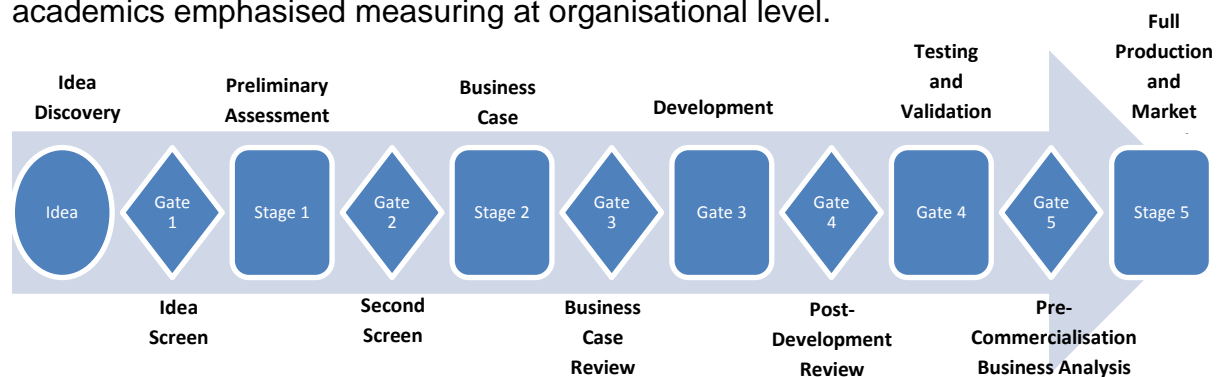 academics emphasised measuring at organisational level.
Idea
Discovery
Preliminary
Assessment
Business
Case
Development
Testing
and
Validation
Full
Production
and
Market
Idea
Gate
1
Stage 1
Gate
2
Stage 2
Gate
3
Gate 3
Gate
4
Gate 4
Gate
5
Stage 5
Idea
Screen
Second
Screen
Business
Case
Review
Post-
Development
Review
Pre-
Commercialisation
Business Analysis